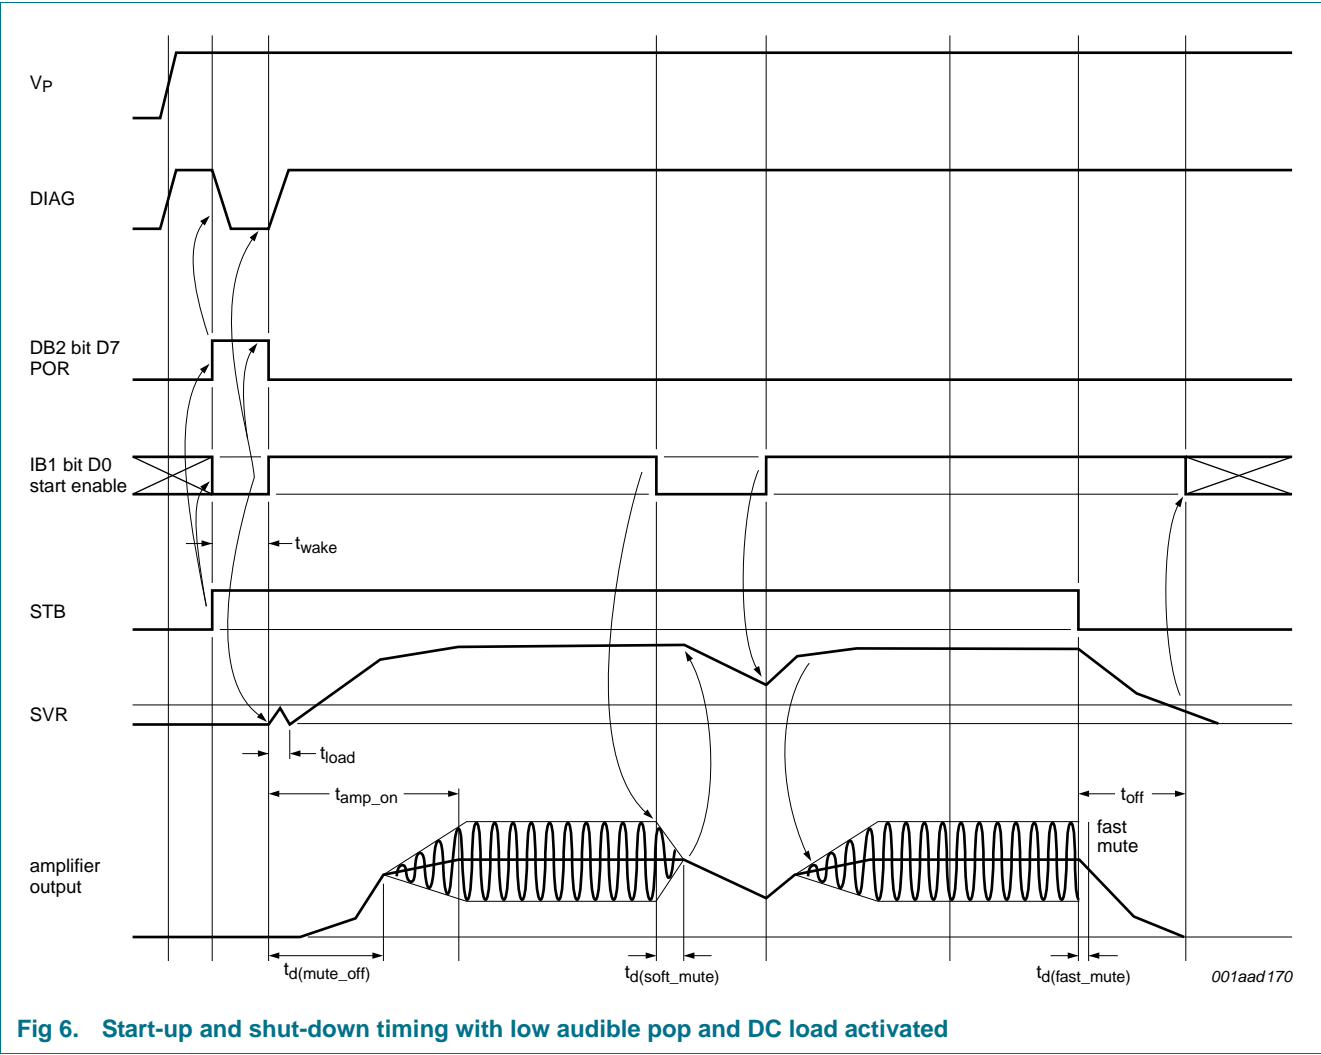 VP
DIAG
DB2 bit D7
POR
IB1 bit D0
start enable
twake
STB
SVR
tload
tamp_on
toff
fast
mute
amplifier
output
td(mute_off)
td(soft_mute)
td(fast_mute)
001aad170
Fig 6. Start-up and shut-down timing with low audible pop and DC load activated